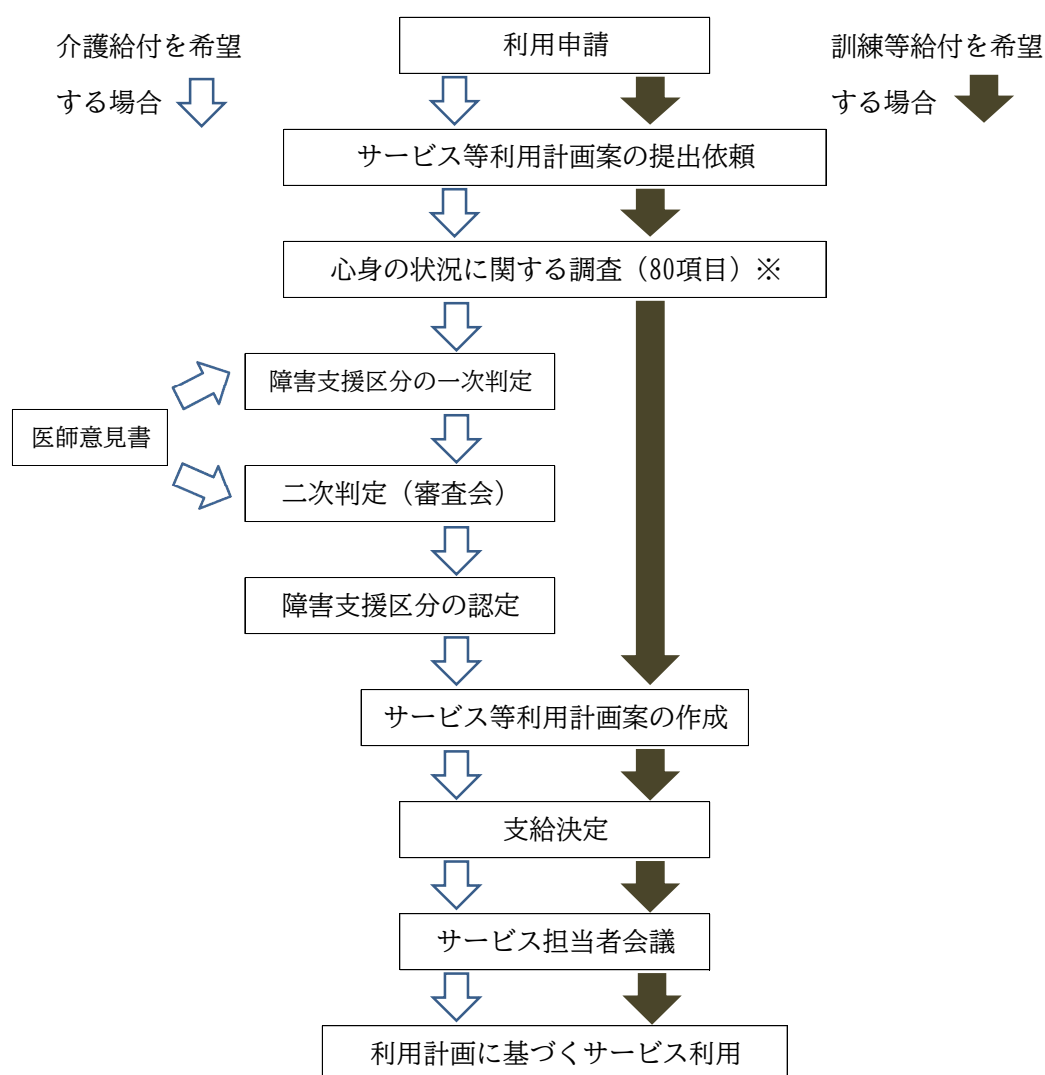 介護給付を希望
する場合
利用申請
訓練等給付を希望
する場合
サービス等利用計画案の提出依頼
心身の状況に関する調査（80項目）※
障害支援区分の一次判定
医師意見書
二次判定（審査会）
障害支援区分の認定
サービス等利用計画案の作成
支給決定
サービス担当者会議
利用計画に基づくサービス利用